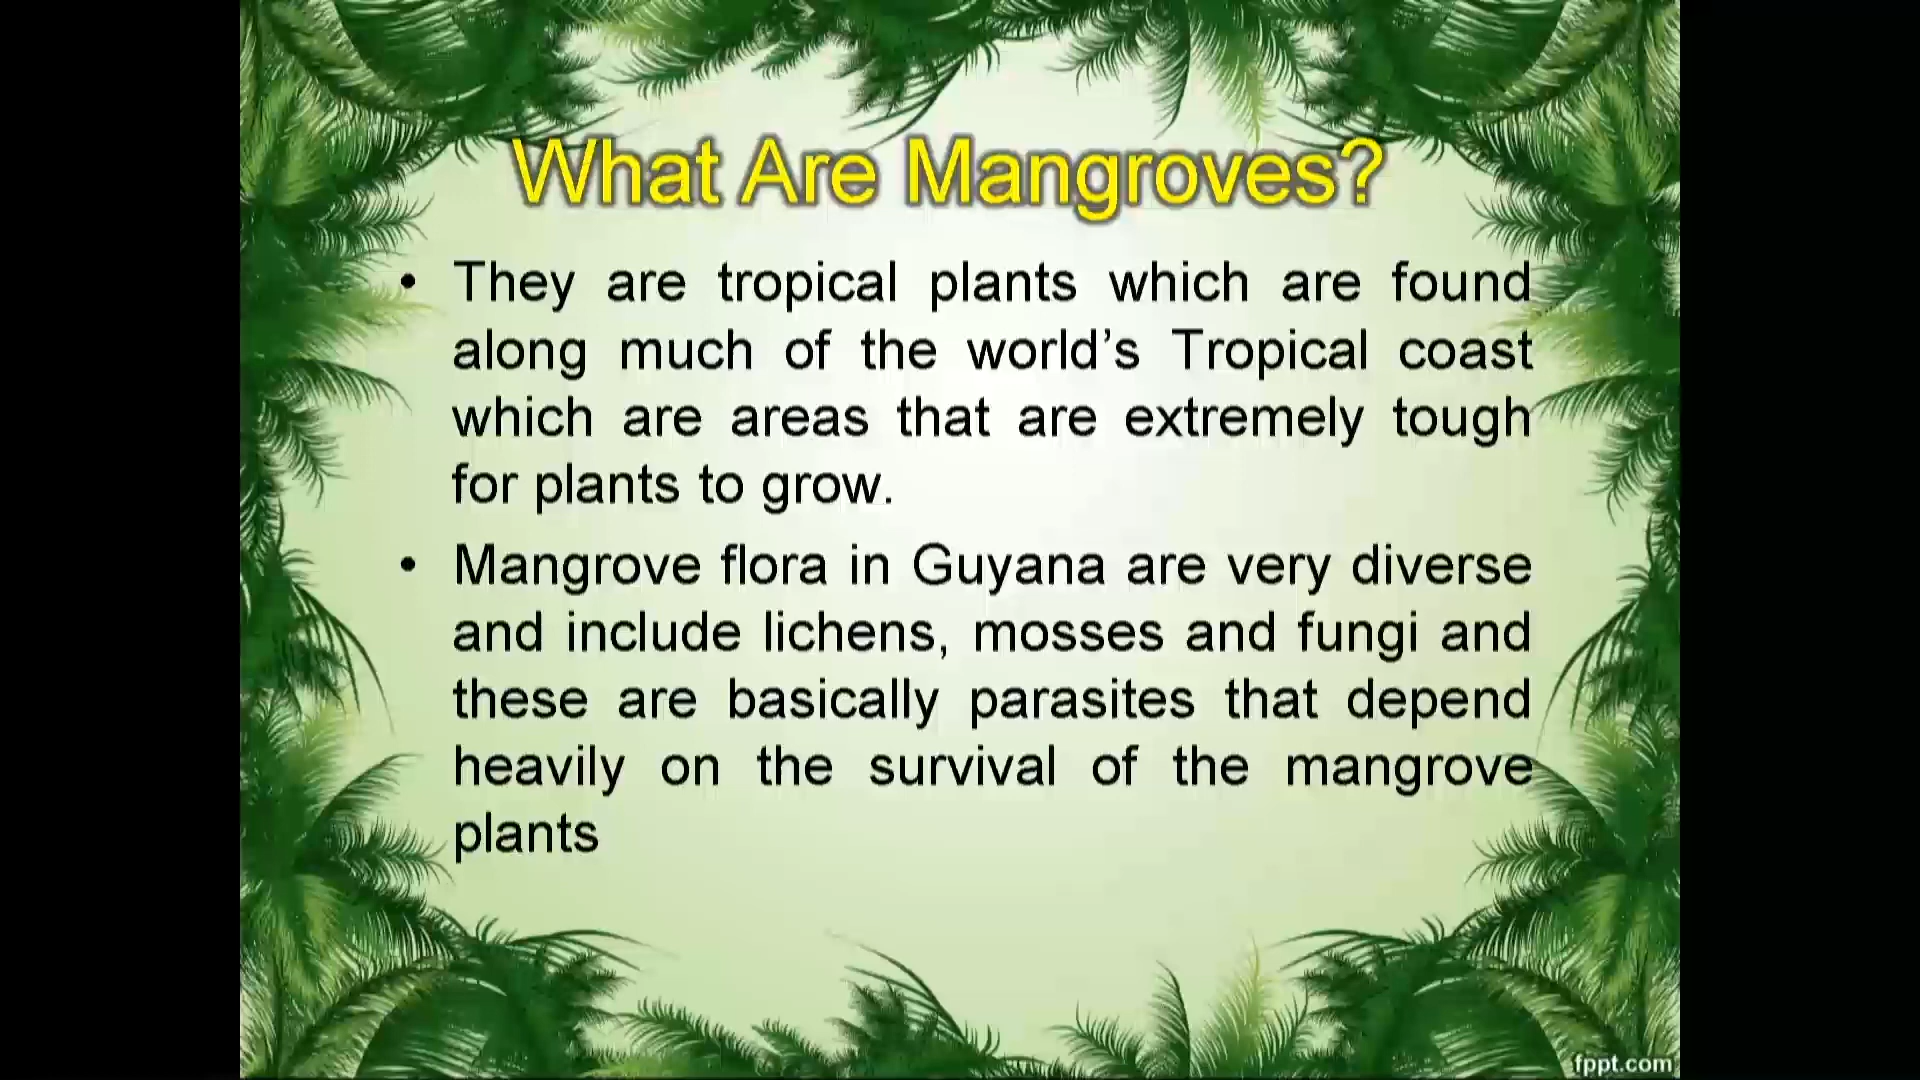 What Are Mangroves?
• They are tropical plants which are found
along much of the world’s Tropical coast
which are areas that are extremely tough
for plants to grow.
• Mangrove flora in Guyana are very diverse
and include lichens, mosses and fungi and
these are basically parasites that depend
heavily on the survival of the mangrove
plants
fppt.com